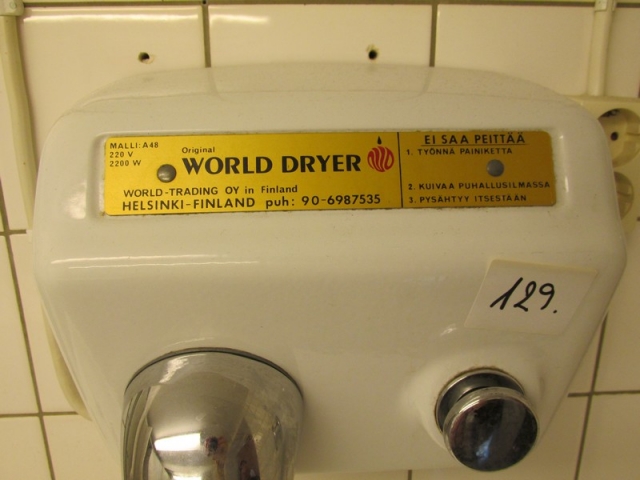 MALLI: A48
220 V
2200 W
Original
WORLD DRYER
WORLD-TRADING OY in Finland
HELSINKI-FINLAND puh: 90-6987535
EI SAA PEITTÄÄ
1. TYÖNNÄ PAINIKETTA
2. KUIVAA PUHALLUSILMASSA
3. PYSÄHTYY ITSESTÄÄN
129.